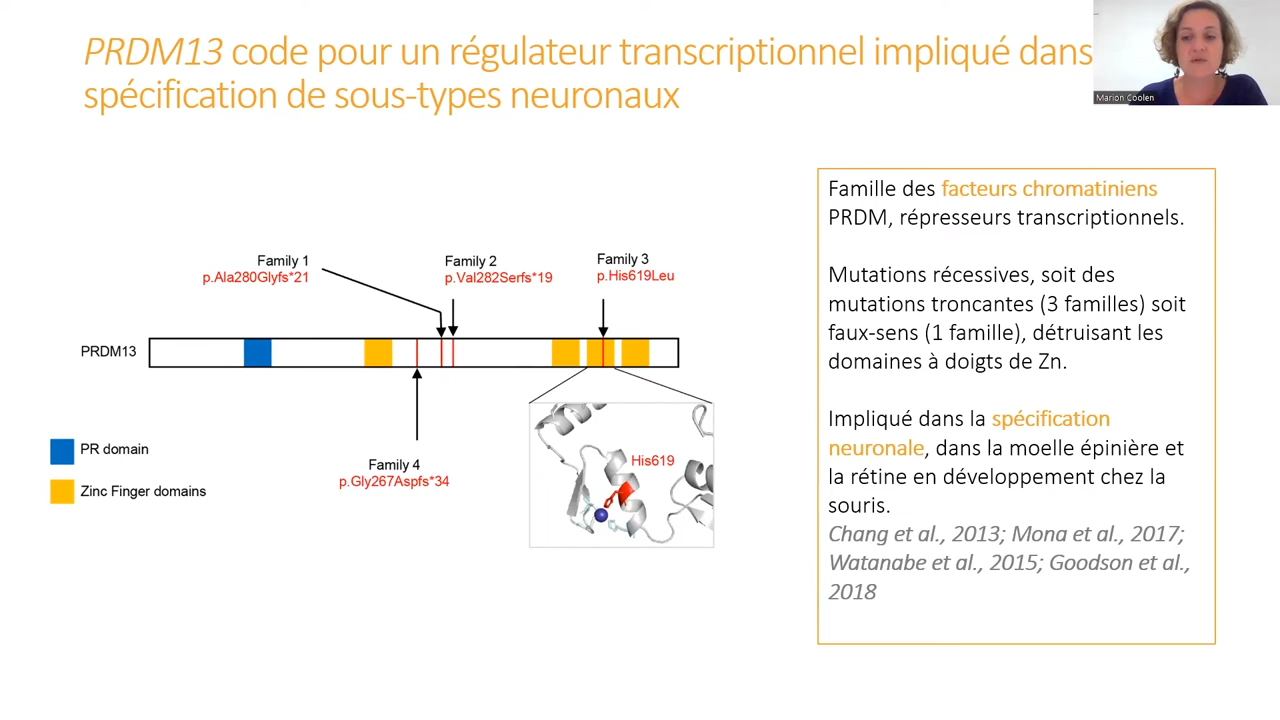 PRDM13 code pour un régulateur transcriptionnel impliqué dans
spécification de sous-types neuronaux
Marion Coolen
Family 1
p.Ala280Glyfs*21
Family 2
p.Val282Serfs*19
Family 3
p.His619Leu
PRDM13
Family 4
p.Gly267Aspfs*34
His619
PR domain
Zinc Finger domains
Famille des facteurs chromatiniens
PRDM, répresseurs transcriptionnels.
Mutations récessives, soit des
mutations troncantes (3 familles) soit
faux-sens (1 famille), détruisant les
domaines à doigts de Zn.
Impliqué dans la spécification
neuronale, dans la moelle épinière et
la rétine en développement chez la
souris.
Chang et al., 2013; Mona et al., 2017;
Watanabe et al., 2015; Goodson et al.,
2018